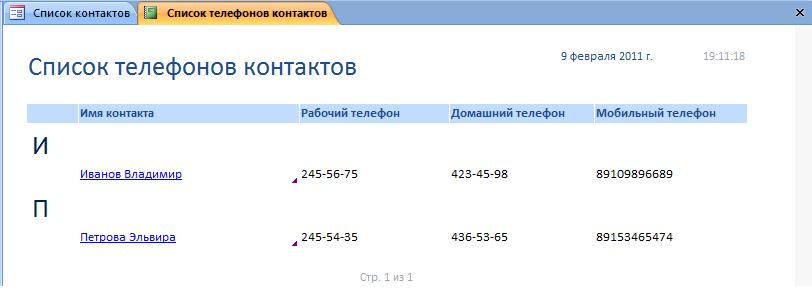 Список контактов Список телефонов контактов
Список телефонов контактов 9 февраля 2011 г. 19:11:18
Имя контакта Рабочий телефон Домашний телефон Мобильный телефон
И
Иванов Владимир 245-56-75 423-45-98 89109896689
П
Петрова Эльвира 245-54-35 436-53-65 89153465474
Стр. 1 из 1